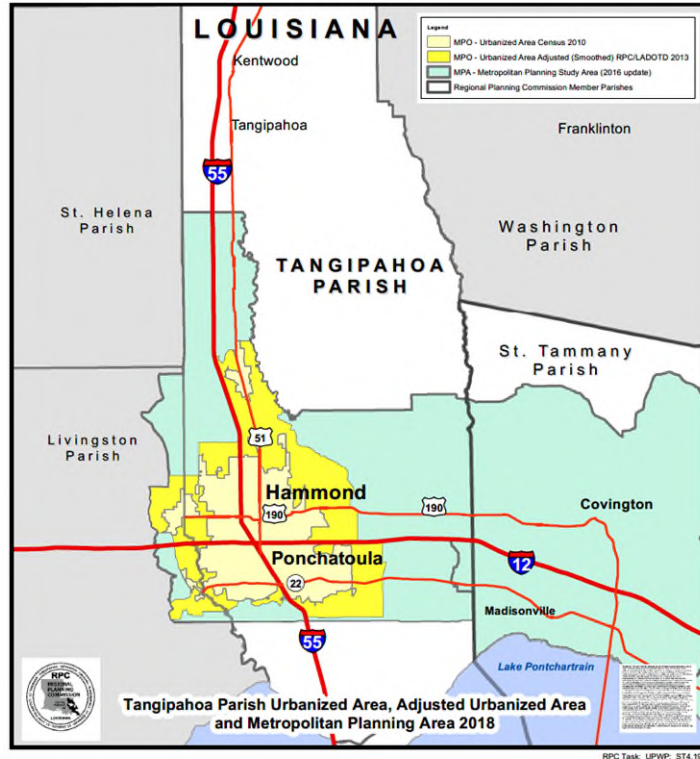 LOUISIANA
Legend
MPO - Urbanized Area Census 2010
MPO - Urbanized Area Adjusted (Smoothed) RPC/LADOTD 2013
MPA - Metropolitan Planning Study Area (2016 update)
Regional Planning Commission Member Parishes
Kentwood
Tangipahoa
Franklinton
55
St. Helena
Parish
Washington
Parish
TANGIPAHOA
PARISH
St. Tammany
Parish
Livingston
Parish
51
Hammond
190
190
Covington
Ponchatoula
12
22
Madisonville
55
Lake Pontchartrain
RPC
REGIONAL
PLANNING
COMMISSION
LOUISIANA
Tangipahoa Parish Urbanized Area, Adjusted Urbanized Area
and Metropolitan Planning Area 2018
RPC Task: UPWP: ST4.19